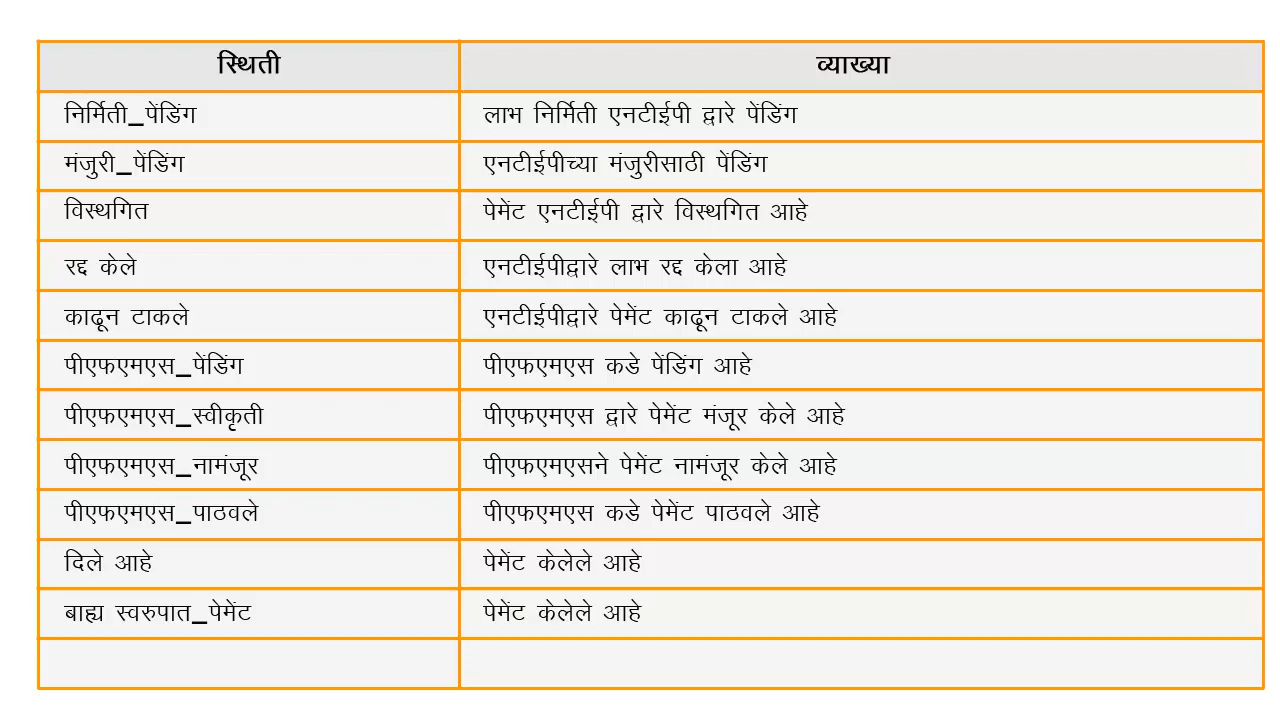 स्थिती व्याख्या
निर्मिती_पेंडिंग लाभ निर्मिती एनटीईपी द्वारे पेंडिंग
मंजुरी_पेंडिंग एनटीईपीच्या मंजुरीसाठी पेंडिंग
विस्थगित पेमेंट एनटीईपी द्वारे विस्थगित आहे
रद्द केले एनटीईपीद्वारे लाभ रद्द केला आहे
काढून टाकले एनटीईपीद्वारे पेमेंट काढून टाकले आहे
पीएफएमएस_पेंडिंग पीएफएमएस कडे पेंडिंग आहे
पीएफएमएस_स्वीकृती पीएफएमएस द्वारे पेमेंट मंजूर केले आहे
पीएफएमएस_नामंजूर पीएफएमएसने पेमेंट नामंजूर केले आहे
पीएफएमएस_पाठवले पीएफएमएस कडे पेमेंट पाठवले आहे
दिले आहे पेमेंट केलेले आहे
बाह्य स्वरुपात_पेमेंट पेमेंट केलेले आहे